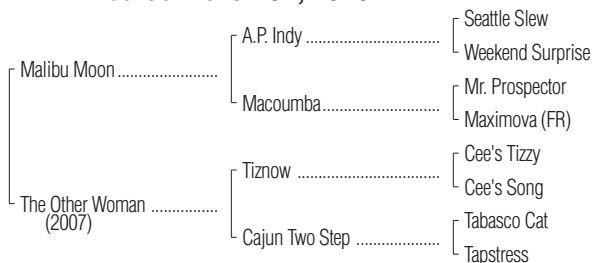 Seattle Slew
A.P. Indy
Weekend Surprise
Malibu Moon
Mr. Prospector
Macoumba
Maximova (FR)
Cee's Tizzy
Tiznow
Cee's Song
The Other Woman
(2007)
Tabasco Cat
Cajun Two Step
Tapstress